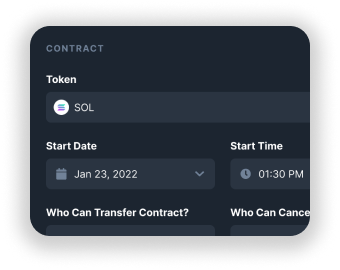 CONTRACT
Token
SOL
Start Date Start Time
Jan 23, 2022 01:30 PM
Who Can Transfer Contract? Who Can Cance